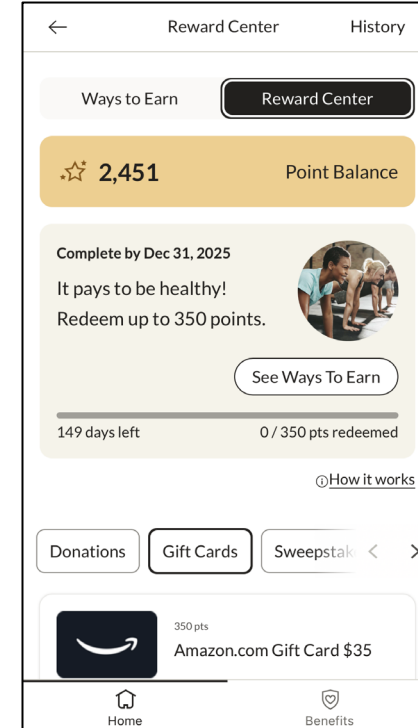 Reward Center
History
Ways to Earn
Reward Center
2,451
Point Balance
Complete by Dec 31, 2025
It pays to be healthy!
Redeem up to 350 points.
See Ways To Earn
149 days left
0 / 350 pts redeemed
How it works
Donations
Gift Cards
Sweepstak
350 pts
Amazon.com Gift Card $35
Home
Benefits